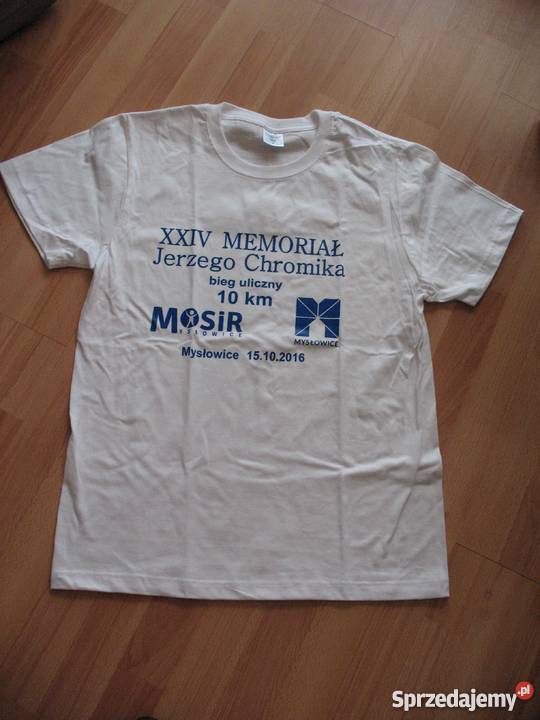 XXIV MEMORIAŁ
Jerzego Chromika
bieg uliczny
10 km
MOSiR
MYSŁOWICE
MYSŁOWICE
Mysłowice 15.10.2016
Sprzedajemy.pl